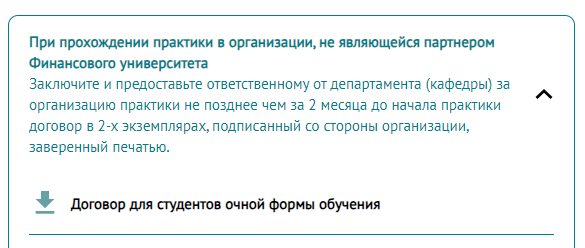 При прохождении практики в организации, не являющейся партнером
Финансового университета
Заключите и предоставьте ответственному от департамента (кафедры) за
организацию практики не позднее чем за 2 месяца до начала практики
договор в 2-х экземплярах, подписанный со стороны организации,
заверенный печатью.
Договор для студентов очной формы обучения